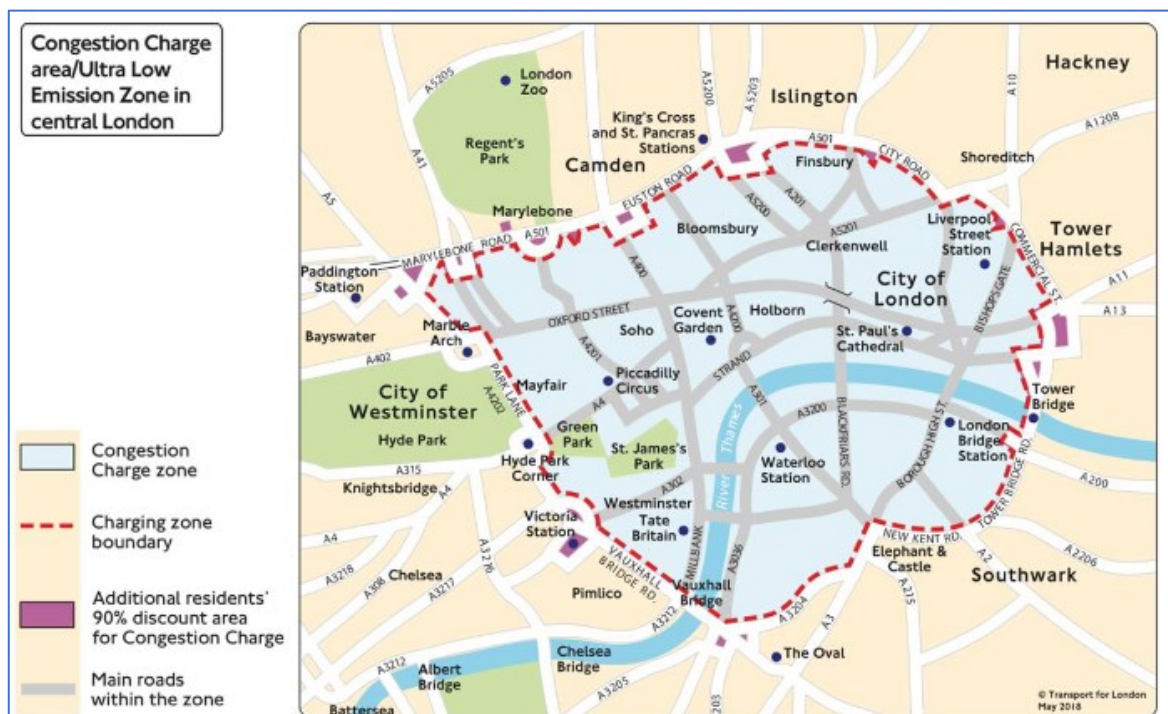 Congestion Charge
area/Ultra Low
Emission Zone in
central London
Congestion
Charge zone
Charging zone
boundary
Additional residents'
90% discount area
for Congestion Charge
Main roads
within the zone
A5205
London
Zoo
Regent's
Park
A41
A5
Camden
King's Cross
and St. Pancras
Stations
A5200
A5203
Islington
A501
Finsbury
CITY ROAD
A10
Hackney
A1208
Shoreditch
EUSTON ROAD
Marylebone
A501
MARYLEBONE ROAD
Paddington
Station
Bayswater
Marble
Arch
A402
Bloomsbury
A5200
A201
A5201
Clerkenwell
Liverpool
Street
Station
COMMERCIAL ST.
Tower
Hamlets
A11
A13
City of
London
BISHOPSGATE
A400
OXFORD STREET
Soho
Covent
Garden
A4200
Holborn
St. Paul's
Cathedral
A4201
Piccadilly
Circus
STRAND
Mayfair
PARK LANE
A4202
City of
Westminster
Hyde Park
A4
Green
Park
St. James's
Park
River Thames
A301
A3200
BLACKFRIARS RD.
BOROUGH HIGH ST.
London
Bridge
Station
Tower
Bridge
TOWER BRIDGE RD.
A200
Waterloo
Station
Hyde Park
Corner
A315
Knightsbridge
A4
A302
Westminster
Tate
Britain
MILLBANK
A3036
Victoria
Station
VAUXHALL
BRIDGE RD.
Vauxhall
Bridge
Pimlico
NEW KENT RD.
Elephant &
Castle
A2
A2206
Southwark
A4
A3218
A308
Chelsea
A3217
A3216
A3212
A3204
A3
A215
The Oval
Chelsea
Bridge
A3212
Albert
Bridge
Battersea
A3205
A203
© Transport for London
May 2018